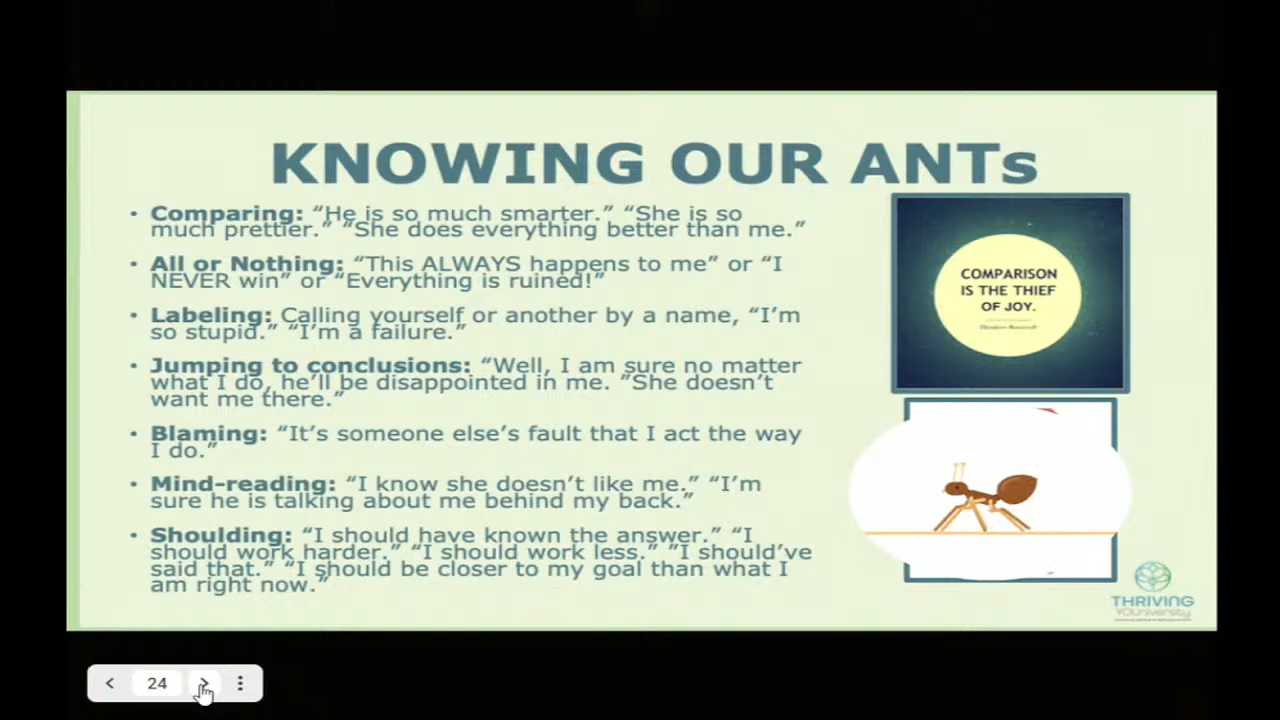 KNOWING OUR ANTs
• Comparing: “He is so much smarter.” “She is so
much prettier.” “She does everything better than me.”
• All or Nothing: “This ALWAYS happens to me” or “I
NEVER win” or “Everything is ruined!”
• Labeling: Calling yourself or another by a name, “I’m
so stupid.” “I’m a failure.”
• Jumping to conclusions: “Well, I am sure no matter
what I do, he’ll be disappointed in me. “She doesn’t
want me there.”
• Blaming: “It’s someone else’s fault that I act the way
I do.”
• Mind-reading: “I know she doesn’t like me.” “I’m
sure he is talking about me behind my back.”
• Shoulding: “I should have known the answer.” “I
should work harder.” “I should work less.” “I should’ve
said that.” “I should be closer to my goal than what I
am right now.”
COMPARISON
IS THE THIEF
OF JOY.
THRIVING
YOUniversity
24